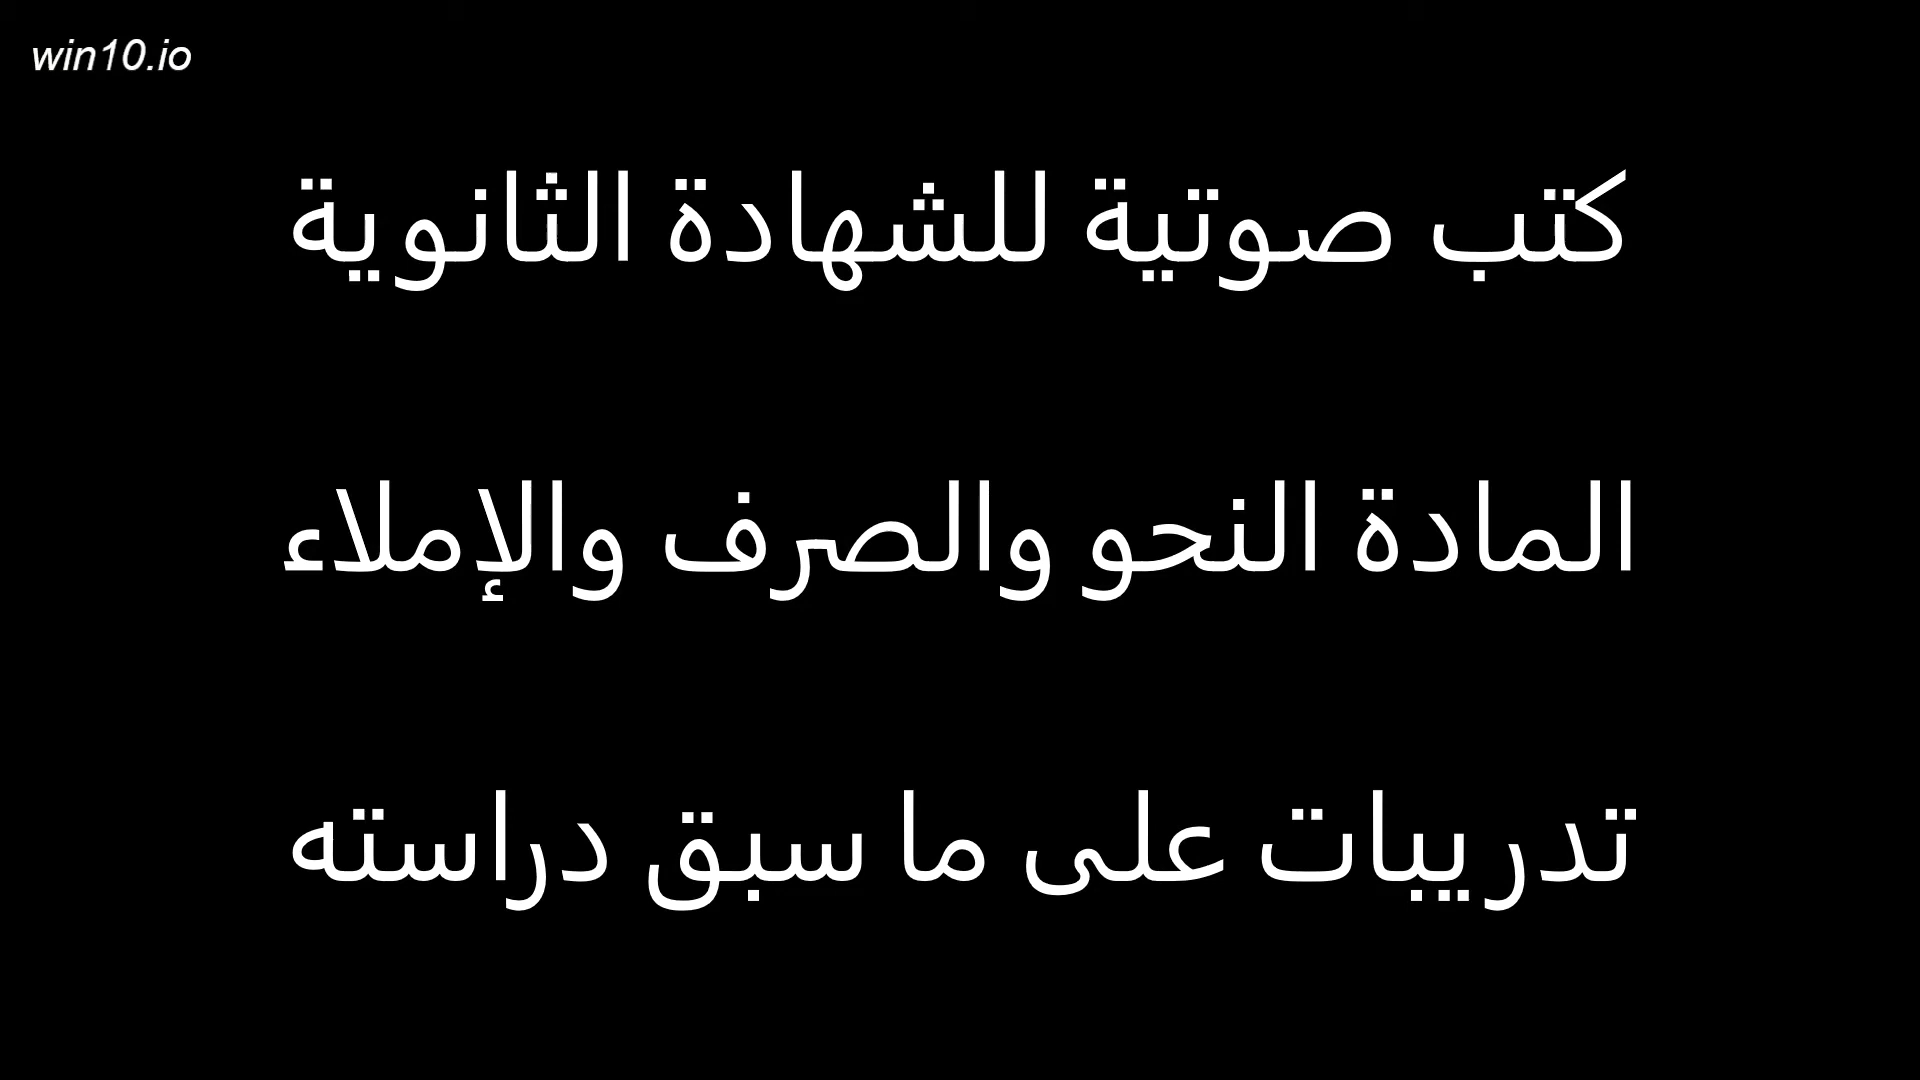 win10.io
كتب صوتية للشهادة الثانوية
المادة النحو والصرف والإملاء
تدريبات على ما سبق دراسته